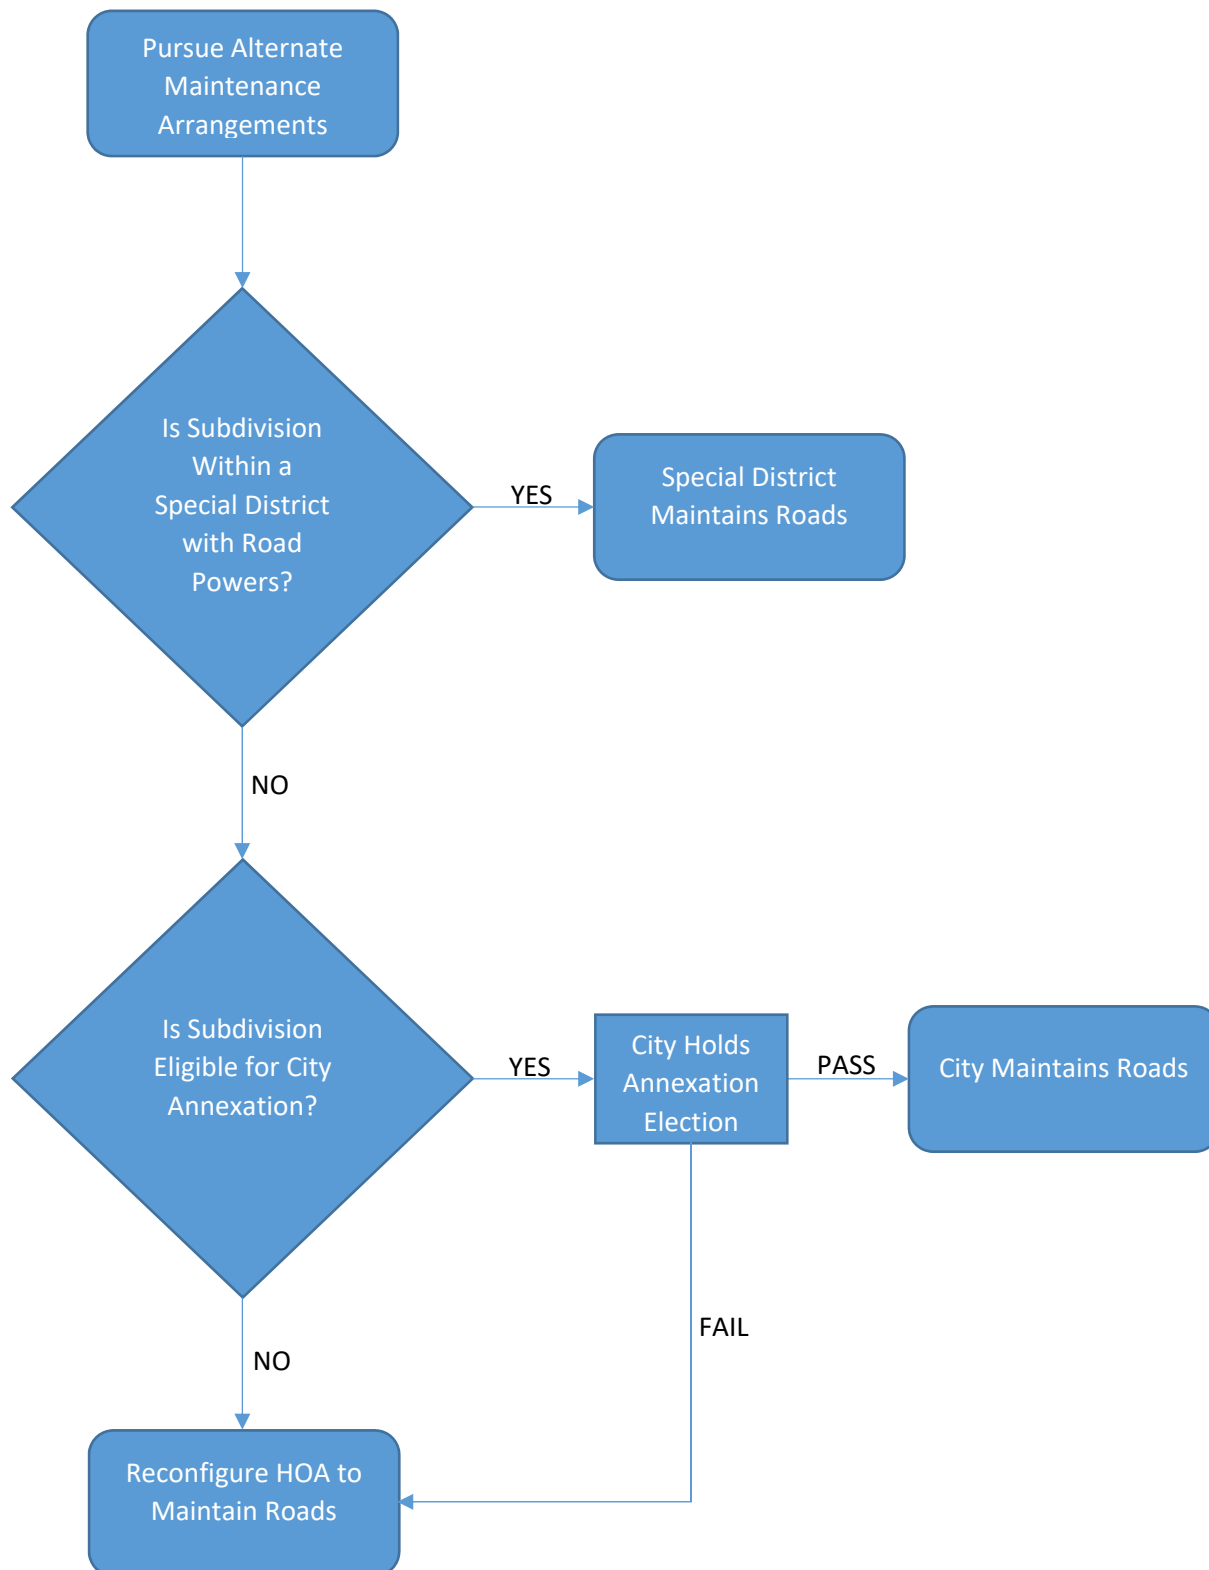 Pursue Alternate
Maintenance
Arrangements
Is Subdivision
Within a
Special District
with Road
Powers?
YES
Special District
Maintains Roads
NO
Is Subdivision
Eligible for City
Annexation?
YES
City Holds
Annexation
Election
PASS
City Maintains Roads
FAIL
NO
Reconfigure HOA to
Maintain Roads